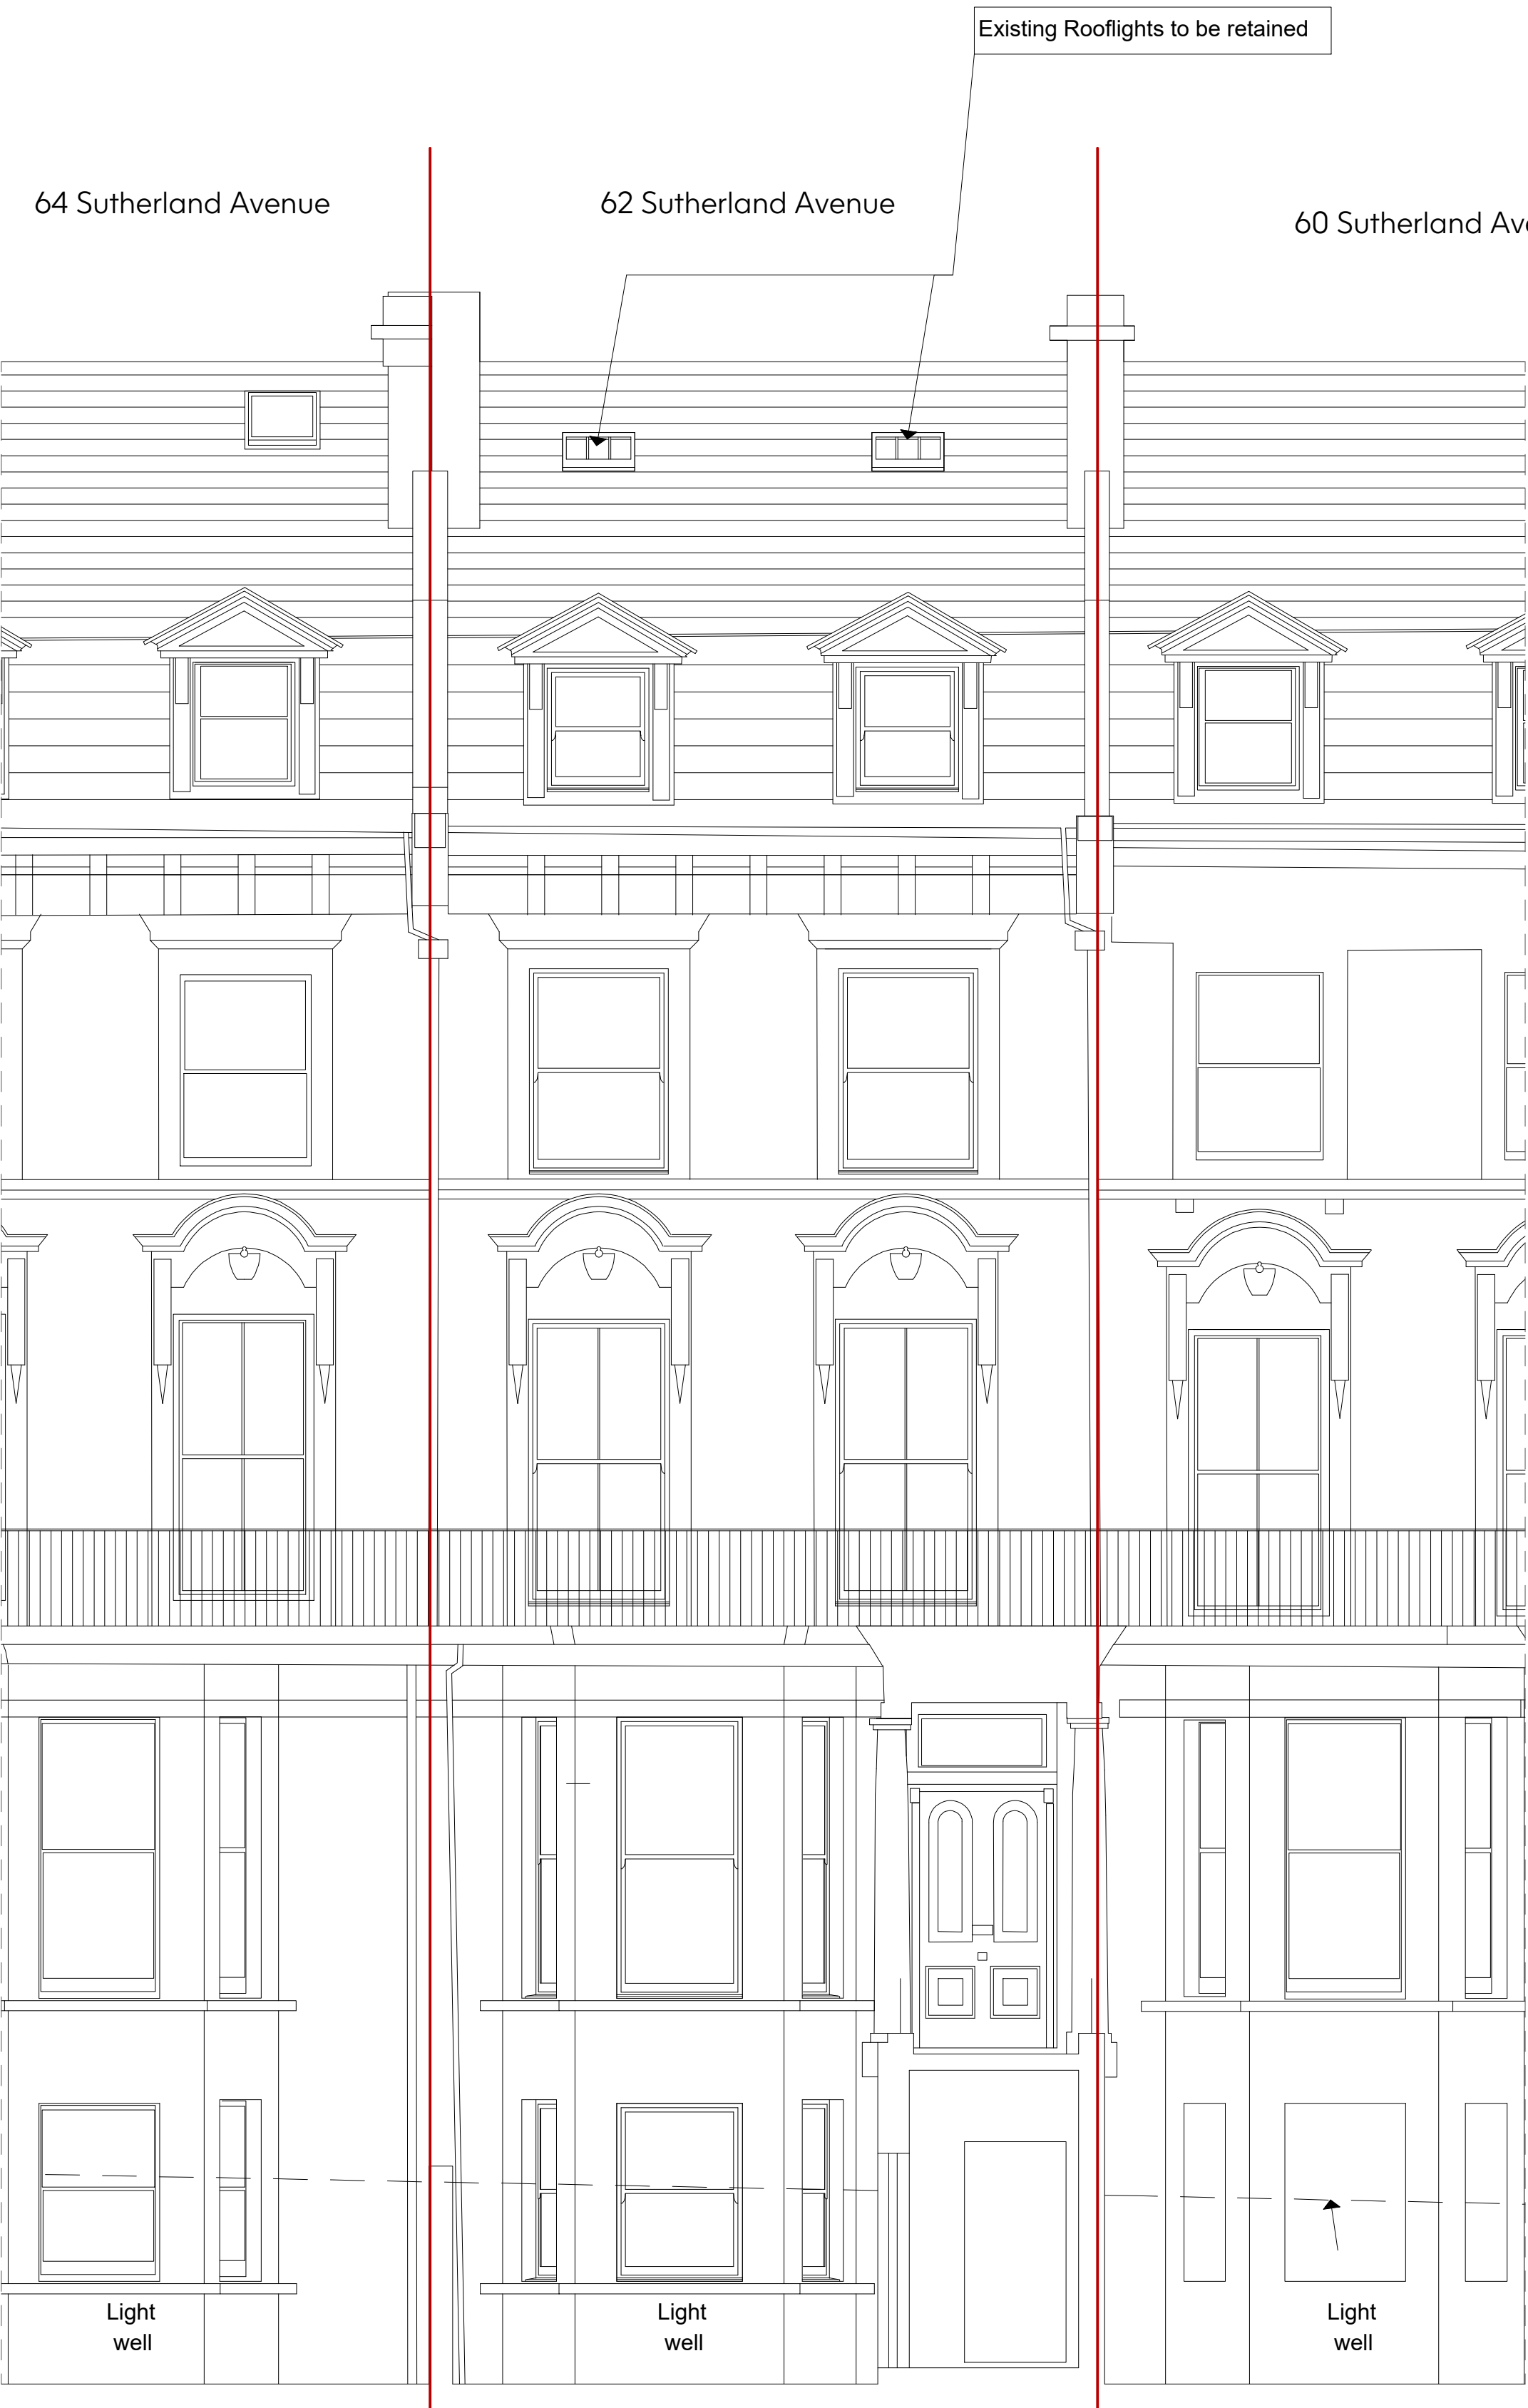 Existing Rooflights to be retained
64 Sutherland Avenue
62 Sutherland Avenue
60 Sutherland
Light
well
Light
well
Light
well